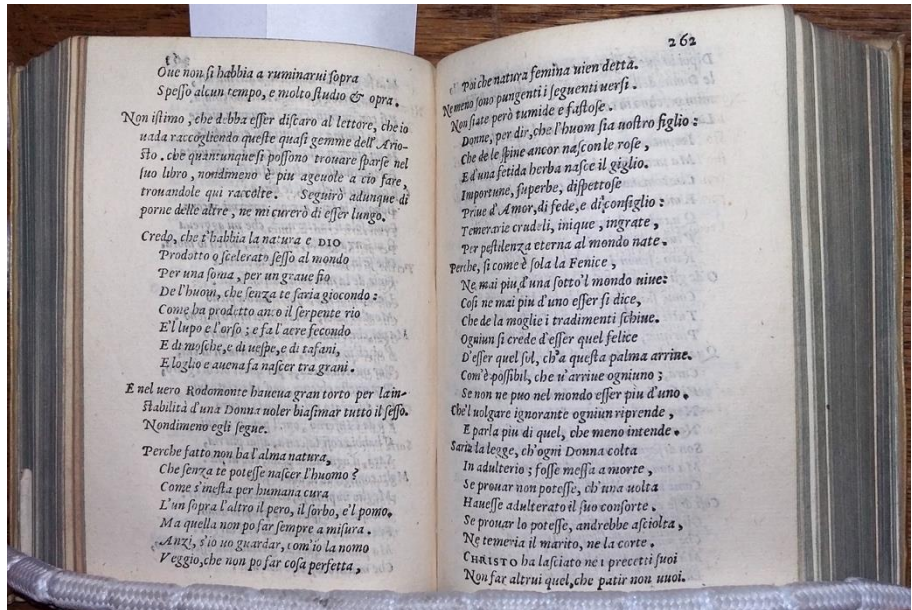 261
Oue non si habbia a ruminarui sopra
Spesso alcun tempo, e molto studio & opra.
Non istimo, che debba esser discaro al lettore, che io
uada raccogliendo queste quasi gemme dell'Ario-
sto. che quantunque si possono trouare sparse nel
suo libro, nondimeno è piu ageuole a cio fare,
trouandole qui raccolte. Seguirò adunque di
porne delle altre, ne mi curerò di esser lungo.
Credo, che t'habbia la natura e DIO
Prodotto o scelerato sesso al mondo
Per una soma, per un graue fio
De l'huom, che senza te saria giocondo:
Come ha prodotto anco il serpente rio
E'l lupo e l'orso; e fa l'aere fecondo
E di mosche, e di uespe, e di tafani,
E loglio e auena fa nascer tra grani.
E nel uero Rodomonte haueua gran torto per la in-
stabilità d'una Donna uoler biasimar tutto il sesso.
Nondimeno egli segue.
Perche fatto non ha l'alma natura,
Che senza te potesse nascer l'huomo?
Come s'inesta per humana cura
L'un sopra l'altro il pero, il sorbo, e'l pomo.
Ma quella non po far sempre a misura.
Anzi, s'io uo guardar, com'io la nomo
Veggio, che non po far cosa perfetta,
262
Poi che natura femina uien detta.
Ne meno sono pungenti i seguenti uersi.
Non siate però tumide e fastose.
Donne, per dir, che l'huom sia uostro figlio:
Che de le spine ancor nascon le rose,
E d'una fetida herba nasce il giglio.
Importune, superbe, dispettose
Priue d'Amor, di fede, e di consiglio:
Temerarie crudeli, inique, ingrate,
Per pestilenza eterna al mondo nate.
Perche, si come è sola la Fenice,
Ne mai piu d'una sotto'l mondo uiue:
Cosi ne mai piu d'uno esser si dice,
Che de la moglie i tradimenti schiue.
Ogniun si crede d'esser quel felice
D'esser quel sol, ch'a questa palma arriue.
Com'è possibil, che u'arriue ogniuno;
Se non ne puo nel mondo esser piu d'uno.
Che'l uolgare ignorante ogniun riprende,
E parla piu di quel, che meno intende.
Saria la legge, ch'ogni Donna colta
In adulterio; fosse messa a morte,
Se prouar non potesse, ch'una uolta
Hauesse adulterato il suo consorte.
Se prouar lo potesse, andrebbe asciolta,
Ne temeria il marito, ne la corte.
CHRISTO ha lasciato ne i precetti suoi
Non far altrui quel, che patir non uuoi.